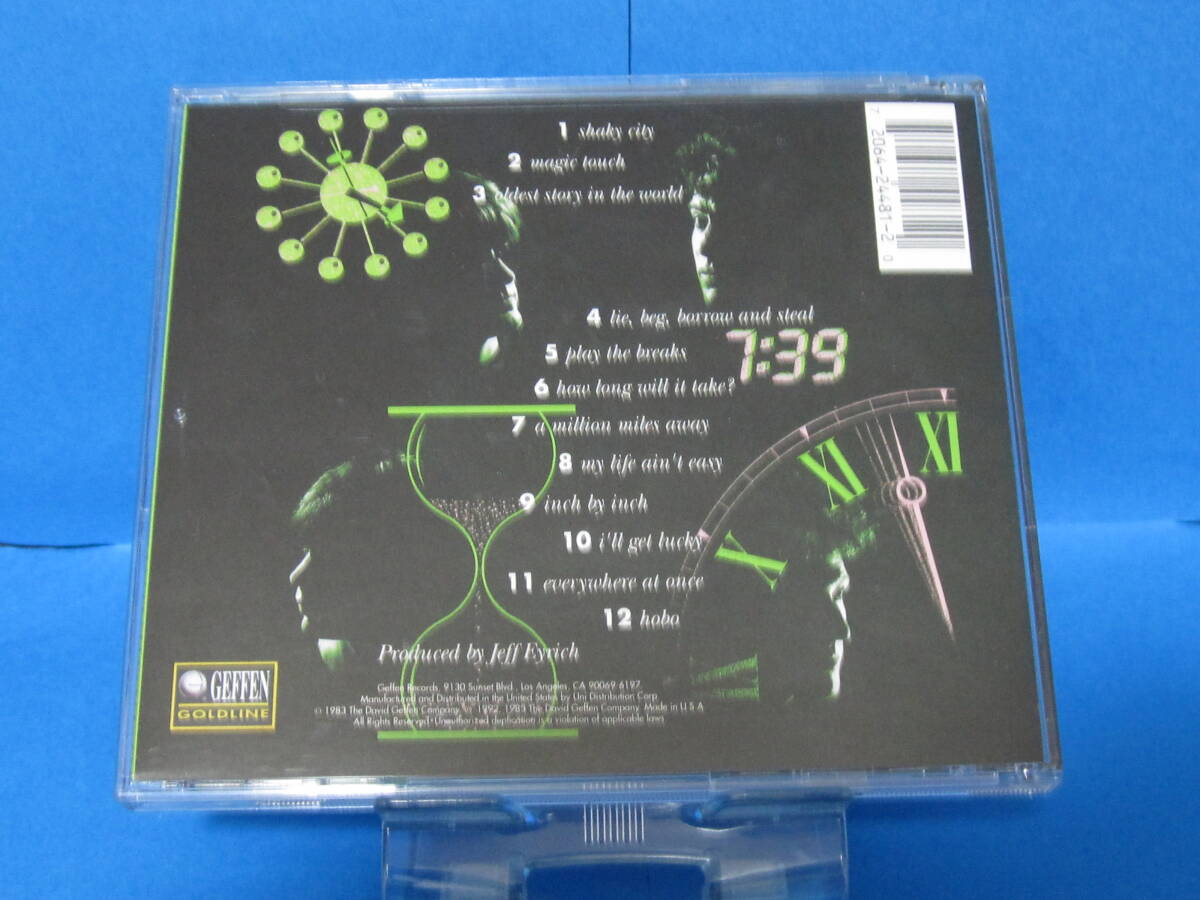 1 shaky city
2 magic touch
3 oldest story in the world
7 2064-24481-2 0
4 lie, beg, borrow and steal
7:39
5 play the breaks
6 how long will it take?
7 a million miles away
8 my life ain't easy
9 inch by inch
10 i'll get lucky
11 everywhere at once
12 hobo
XI
XI
X
Produced by Jeff Eyrich
GEFFEN
GOLDLINE
Geffen Records, 9130 Sunset Blvd., Los Angeles, CA 90069-6197.
Manufactured and Distributed in the United States by Uni Distribution Corp.
© 1983 The David Geffen Company. ℗ 1982, 1983 The David Geffen Company. Made in U S A
All Rights Reserved • Unauthorized duplication is a violation of applicable laws